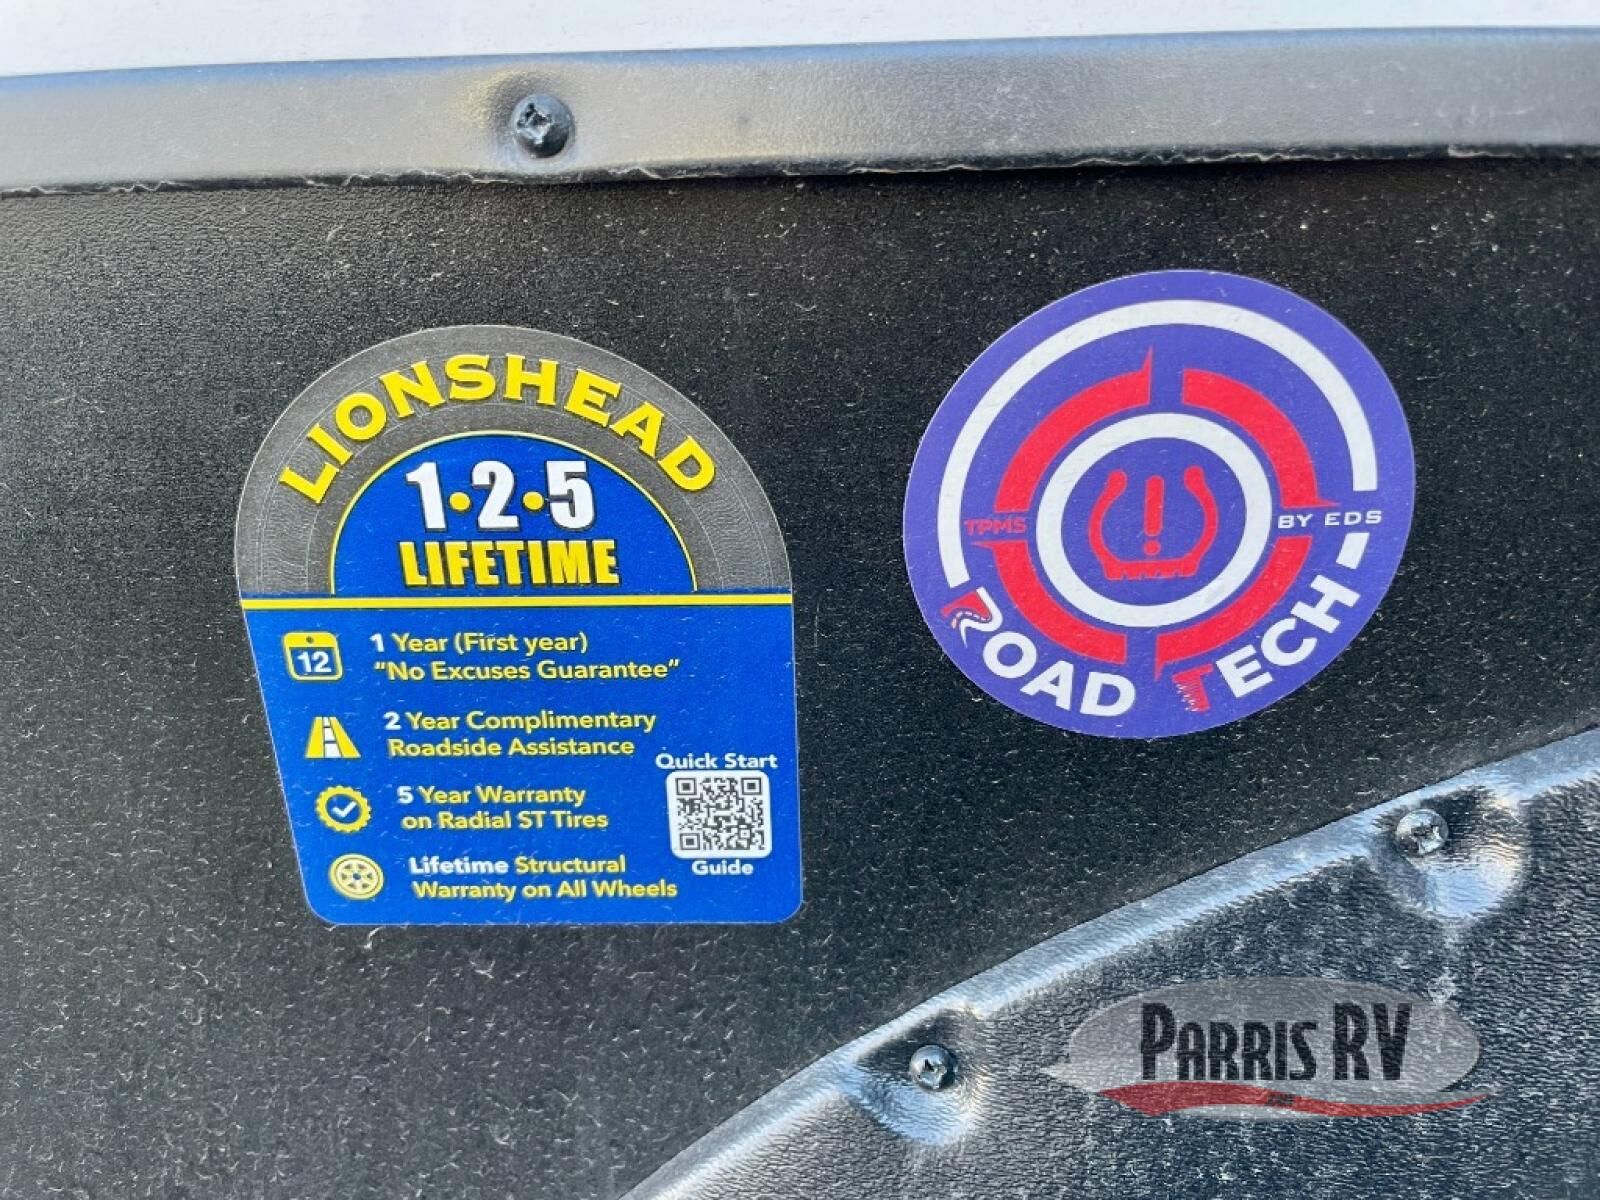 LIONSHEAD
1·2·5
LIFETIME
12
1 Year (First year)
"No Excuses Guarantee"
2 Year Complimentary
Roadside Assistance
5 Year Warranty
on Radial ST Tires
Lifetime Structural
Warranty on All Wheels
Quick Start
Guide
TPMS
BY EDS
ROAD TECH
PARRIS RV